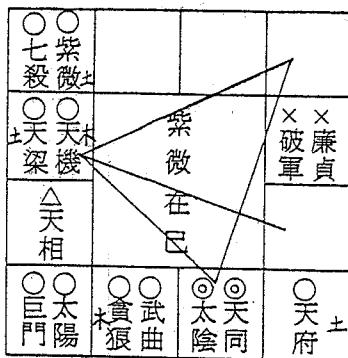 ○紫微土
○七殺
○天機木
○天梁土
紫微在巳
×廉貞
×破軍
△天相
○太陽
○巨門
○武曲
○貪狼木
◎天同
◎太陰
○天府土